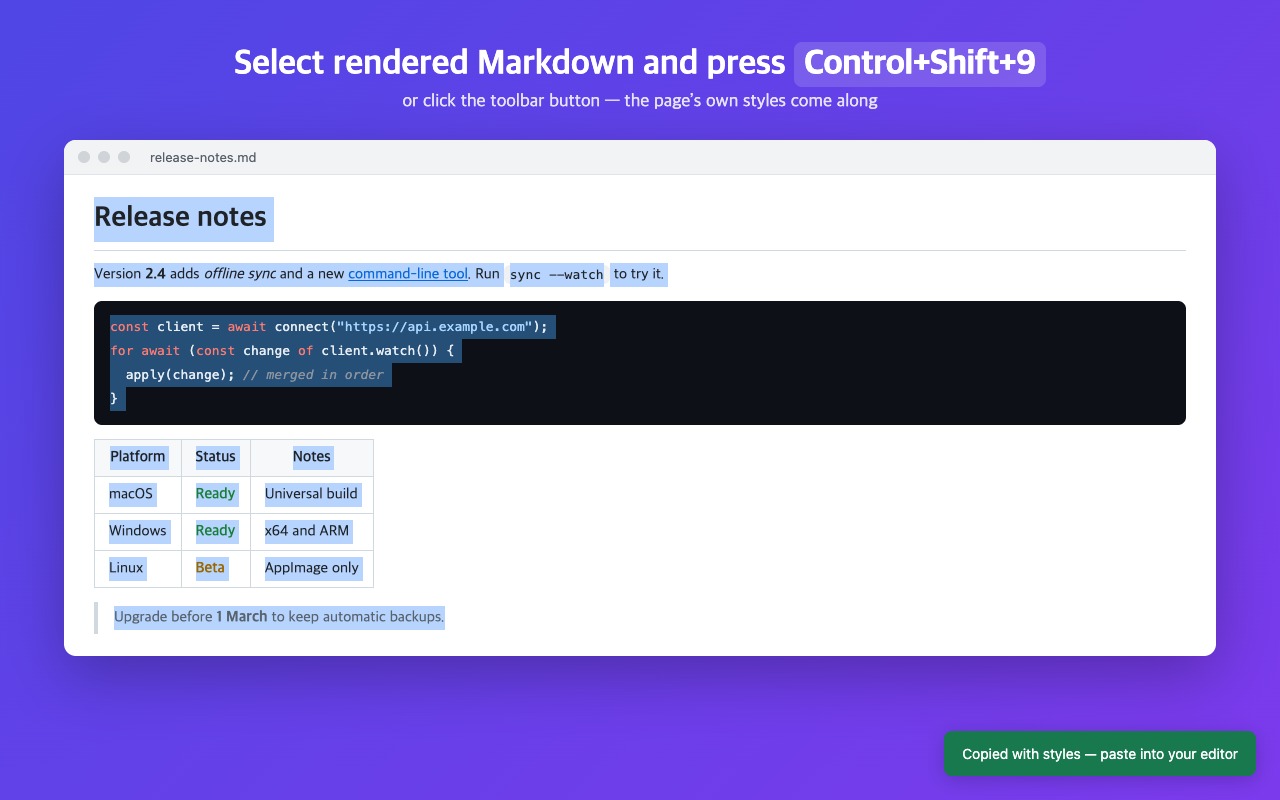 Select rendered Markdown and press Control+Shift+9
or click the toolbar button — the page's own styles come along
release-notes.md
Release notes
Version 2.4 adds offline sync and a new command-line tool. Run sync --watch to try it.
const client = await connect("https://api.example.com");
for await (const change of client.watch()) {
  apply(change); // merged in order
}
Platform Status Notes
macOS Ready Universal build
Windows Ready x64 and ARM
Linux Beta AppImage only
Upgrade before 1 March to keep automatic backups.
Copied with styles — paste into your editor